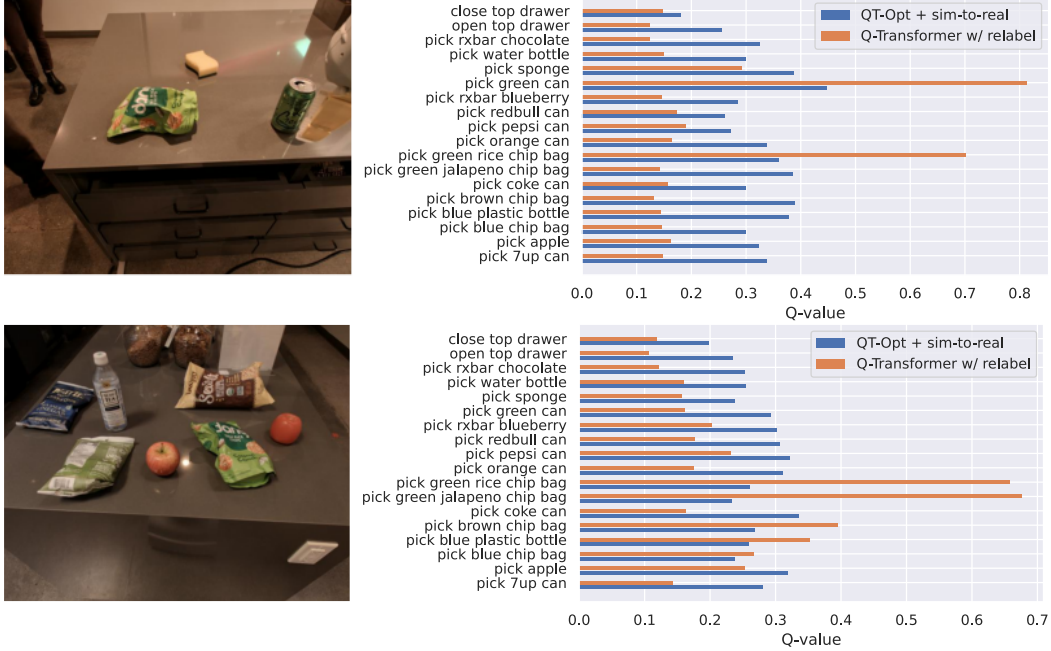 close top drawer
open top drawer
pick rxbar chocolate
pick water bottle
pick sponge
pick green can
pick rxbar blueberry
pick redbull can
pick pepsi can
pick orange can
pick green rice chip bag
pick green jalapeno chip bag
pick coke can
pick brown chip bag
pick blue plastic bottle
pick blue chip bag
pick apple
pick 7up can
QT-Opt + sim-to-real
Q-Transformer w/ relabel
0.0 0.1 0.2 0.3 0.4 0.5 0.6 0.7 0.8
Q-value
close top drawer
open top drawer
pick rxbar chocolate
pick water bottle
pick sponge
pick green can
pick rxbar blueberry
pick redbull can
pick pepsi can
pick orange can
pick green rice chip bag
pick green jalapeno chip bag
pick coke can
pick brown chip bag
pick blue plastic bottle
pick blue chip bag
pick apple
pick 7up can
QT-Opt + sim-to-real
Q-Transformer w/ relabel
0.0 0.1 0.2 0.3 0.4 0.5 0.6 0.7
Q-value